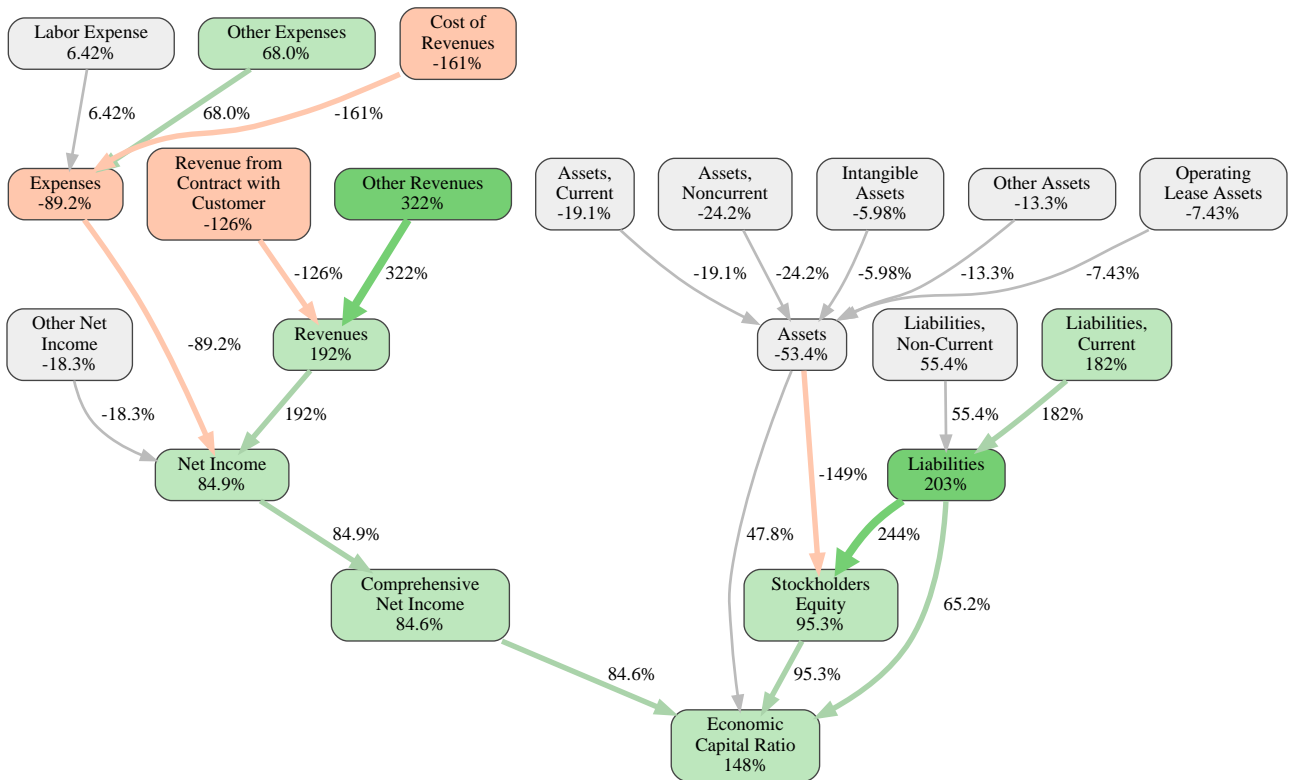 Labor Expense
6.42%
Other Expenses
68.0%
Cost of
Revenues
-161%
6.42%
68.0%
-161%
Expenses
-89.2%
Revenue from
Contract with
Customer
-126%
Other Revenues
322%
Assets,
Current
-19.1%
Assets,
Noncurrent
-24.2%
Intangible
Assets
-5.98%
Other Assets
-13.3%
Operating
Lease Assets
-7.43%
-126%
322%
-19.1%
-24.2%
-5.98%
-13.3%
-7.43%
Other Net
Income
-18.3%
-89.2%
Revenues
192%
Assets
-53.4%
Liabilities,
Non-Current
55.4%
Liabilities,
Current
182%
-18.3%
192%
55.4%
182%
Net Income
84.9%
-149%
Liabilities
203%
84.9%
47.8%
244%
Comprehensive
Net Income
84.6%
Stockholders
Equity
95.3%
65.2%
84.6%
95.3%
Economic
Capital Ratio
148%